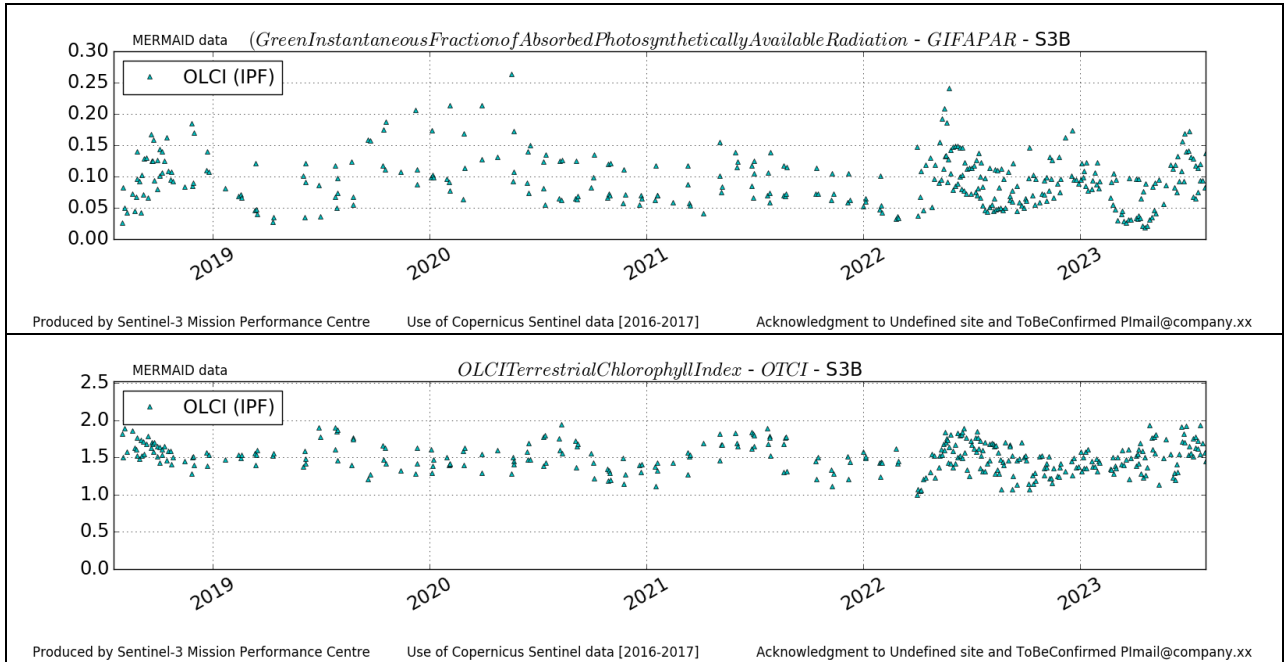 MERMAID data (GreenInstantaneousFractionofAbsorbedPhotosyntheticallyAvailableRadiation - GIFAPAR - S3B
0.30
OLCI (IPF)
0.25
0.20
0.15
0.10
0.05
0.00
2019 2020 2021 2022 2023
Produced by Sentinel-3 Mission Performance Centre Use of Copernicus Sentinel data [2016-2017] Acknowledgment to Undefined site and ToBeConfirmed PImail@company.xx
MERMAID data OLCITerrestrialChlorophyllIndex - OTCI - S3B
2.5
OLCI (IPF)
2.0
1.5
1.0
0.5
0.0
2019 2020 2021 2022 2023
Produced by Sentinel-3 Mission Performance Centre Use of Copernicus Sentinel data [2016-2017] Acknowledgment to Undefined site and ToBeConfirmed PImail@company.xx